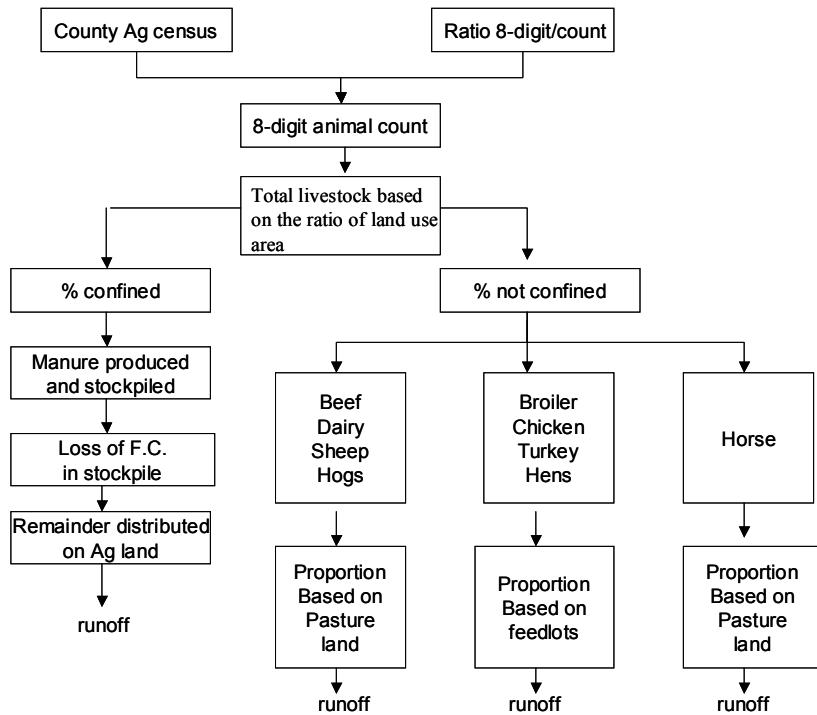 County Ag census
Ratio 8-digit/count
8-digit animal count
Total livestock based
on the ratio of land use
area
% confined
% not confined
Manure produced
and stockpiled
Loss of F.C.
in stockpile
Remainder distributed
on Ag land
runoff
Beef
Dairy
Sheep
Hogs
Broiler
Chicken
Turkey
Hens
Horse
Proportion
Based on
Pasture
land
Proportion
Based on
feedlots
Proportion
Based on
Pasture
land
runoff
runoff
runoff